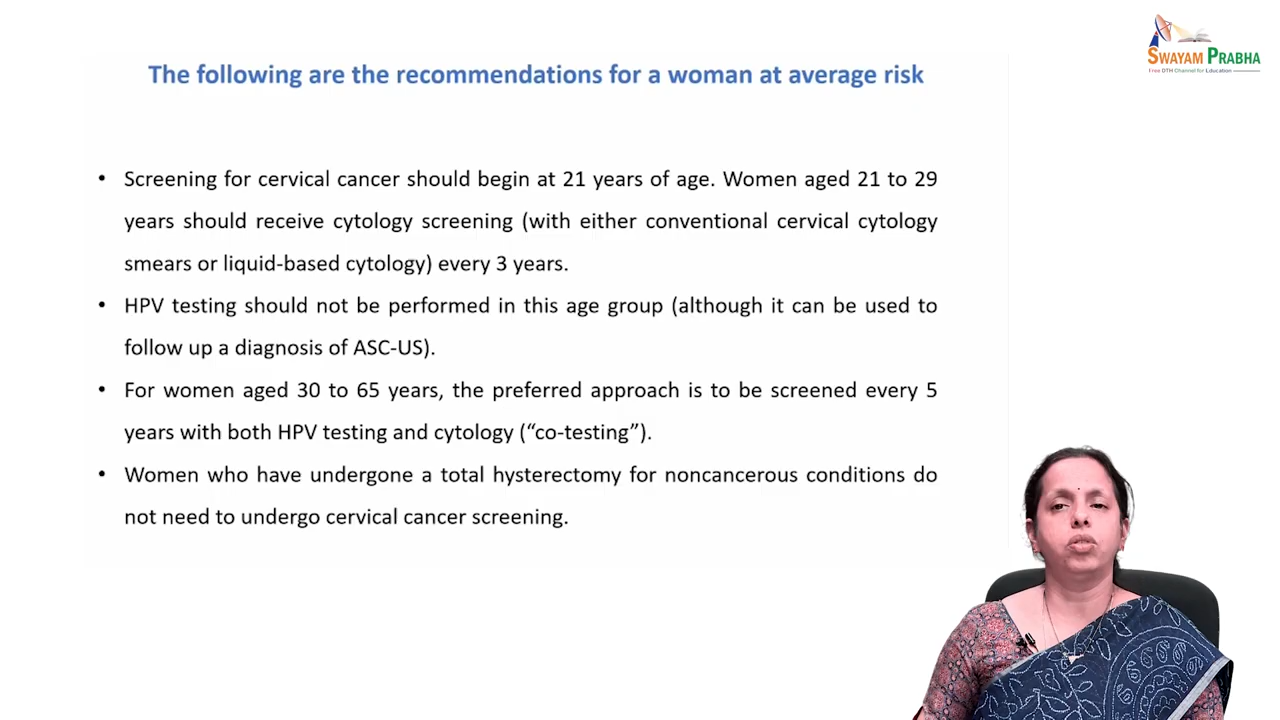 SWAYAM PRABHA
Free DTH Channel for Education
The following are the recommendations for a woman at average risk
• Screening for cervical cancer should begin at 21 years of age. Women aged 21 to 29
years should receive cytology screening (with either conventional cervical cytology
smears or liquid-based cytology) every 3 years.
• HPV testing should not be performed in this age group (although it can be used to
follow up a diagnosis of ASC-US).
• For women aged 30 to 65 years, the preferred approach is to be screened every 5
years with both HPV testing and cytology (“co-testing”).
• Women who have undergone a total hysterectomy for noncancerous conditions do
not need to undergo cervical cancer screening.